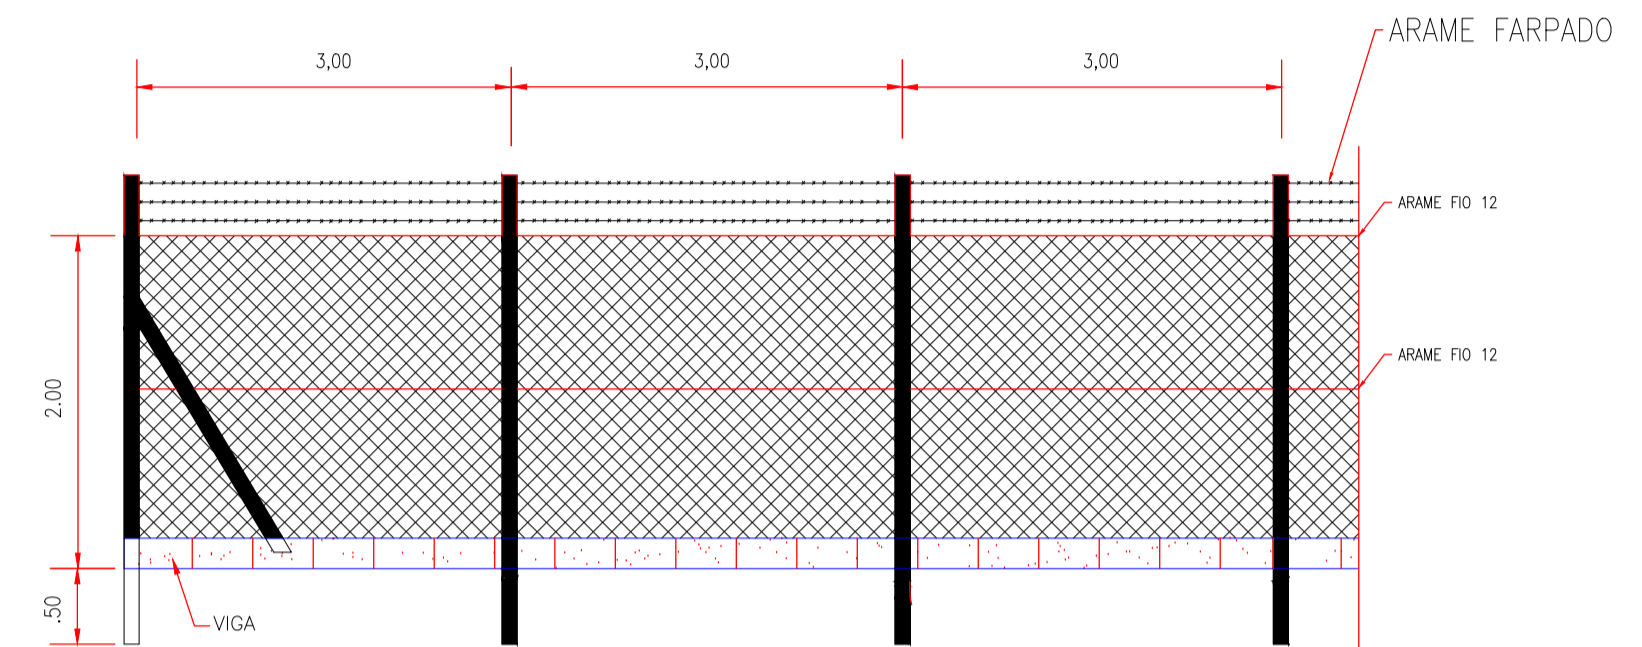 ARAME FARPADO
3,00
3,00
3,00
ARAME FIO 12
ARAME FIO 12
2.00
.50
VIGA